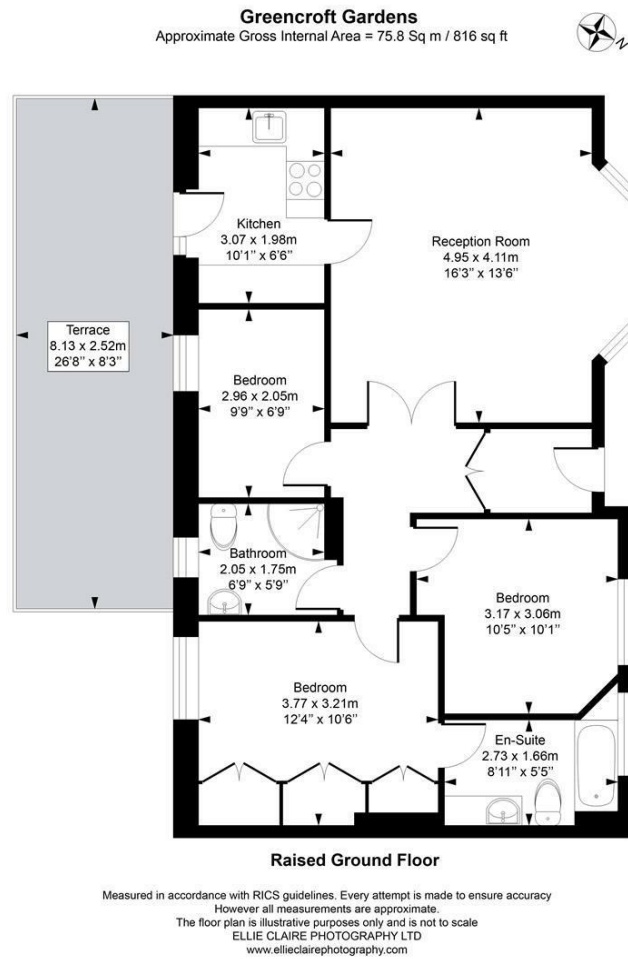 Greencroft Gardens
Approximate Gross Internal Area = 75.8 Sq m / 816 sq ft
N
Kitchen
3.07 x 1.98m
10'1" x 6'6"
Reception Room
4.95 x 4.11m
16'3" x 13'6"
Terrace
8.13 x 2.52m
26'8" x 8'3"
Bedroom
2.96 x 2.05m
9'9" x 6'9"
Bathroom
2.05 x 1.75m
6'9" x 5'9"
Bedroom
3.17 x 3.06m
10'5" x 10'1"
Bedroom
3.77 x 3.21m
12'4" x 10'6"
En-Suite
2.73 x 1.66m
8'11" x 5'5"
Raised Ground Floor
Measured in accordance with RICS guidelines. Every attempt is made to ensure accuracy
However all measurements are approximate.
The floor plan is illustrative purposes only and is not to scale
ELLIE CLAIRE PHOTOGRAPHY LTD
www.ellieclairephotography.com